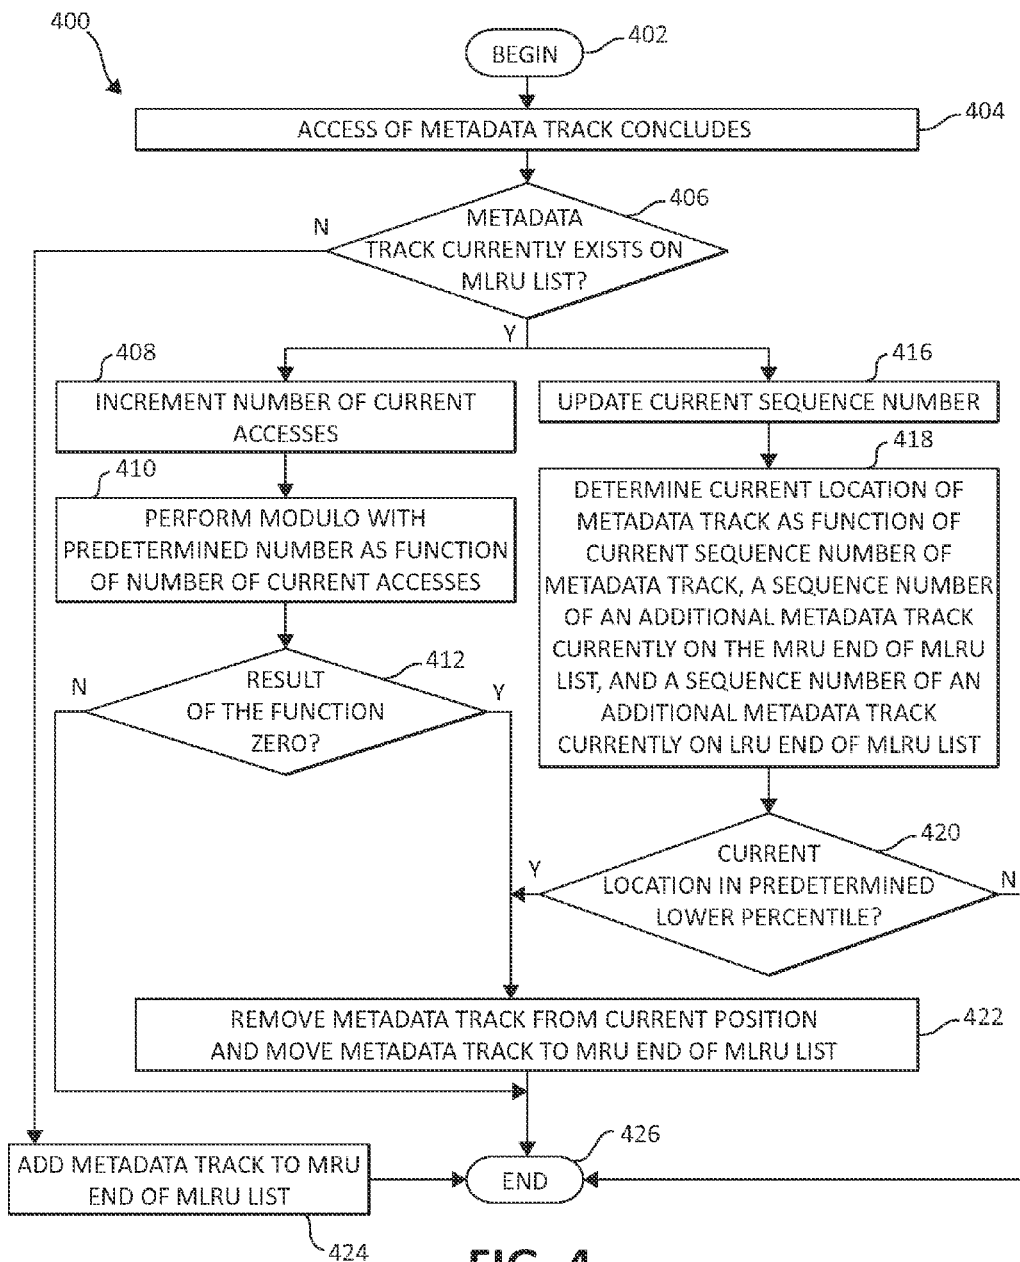 400
BEGIN
402
ACCESS OF METADATA TRACK CONCLUDES
404
METADATA
TRACK CURRENTLY EXISTS ON
MLRU LIST?
406
N
Y
408
INCREMENT NUMBER OF CURRENT
ACCESSES
416
UPDATE CURRENT SEQUENCE NUMBER
410
PERFORM MODULO WITH
PREDETERMINED NUMBER AS FUNCTION
OF NUMBER OF CURRENT ACCESSES
418
DETERMINE CURRENT LOCATION OF
METADATA TRACK AS FUNCTION OF
CURRENT SEQUENCE NUMBER OF
METADATA TRACK, A SEQUENCE NUMBER
OF AN ADDITIONAL METADATA TRACK
CURRENTLY ON THE MRU END OF MLRU
LIST, AND A SEQUENCE NUMBER OF AN
ADDITIONAL METADATA TRACK
CURRENTLY ON LRU END OF MLRU LIST
412
N
RESULT
OF THE FUNCTION
ZERO?
Y
420
Y
CURRENT
LOCATION IN PREDETERMINED
LOWER PERCENTILE?
N
REMOVE METADATA TRACK FROM CURRENT POSITION
AND MOVE METADATA TRACK TO MRU END OF MLRU LIST
422
ADD METADATA TRACK TO MRU
END OF MLRU LIST
424
END
426
FIG. 4